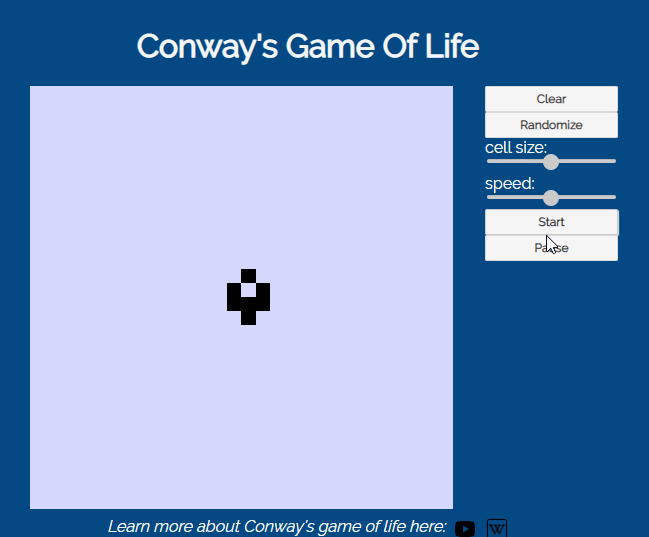 Conway's Game Of Life
Clear
Randomize
cell size:
speed:
Start
Pause
Learn more about Conway's game of life here:
W